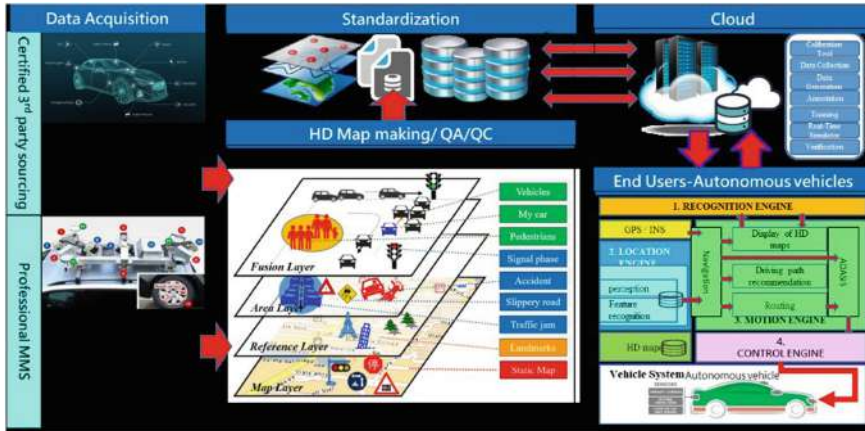 Data Acquisition
Standardization
Cloud
Certified 3rd party sourcing
Professional MMS
Calibration
Tool
Data Collection
Data
Generation
Annotation
Training
Real-Time
Simulator
Verification
HD Map making/ QA/QC
Vehicles
My car
Pedestrians
Signal phase
Accident
Slippery road
Traffic jam
Landmarks
Static Map
Fusion Layer
Area Layer
Reference Layer
Map Layer
停
End Users-Autonomous vehicles
1. RECOGNITION ENGINE
GPS / INS
2. LOCATION
ENGINE
perception
Feature
recognition
HD maps
Navigation
Display of HD
maps
Driving path
recommendation
Routing
ADASIS
3. MOTION ENGINE
4.
CONTROL ENGINE
Vehicle System
Autonomous vehicle